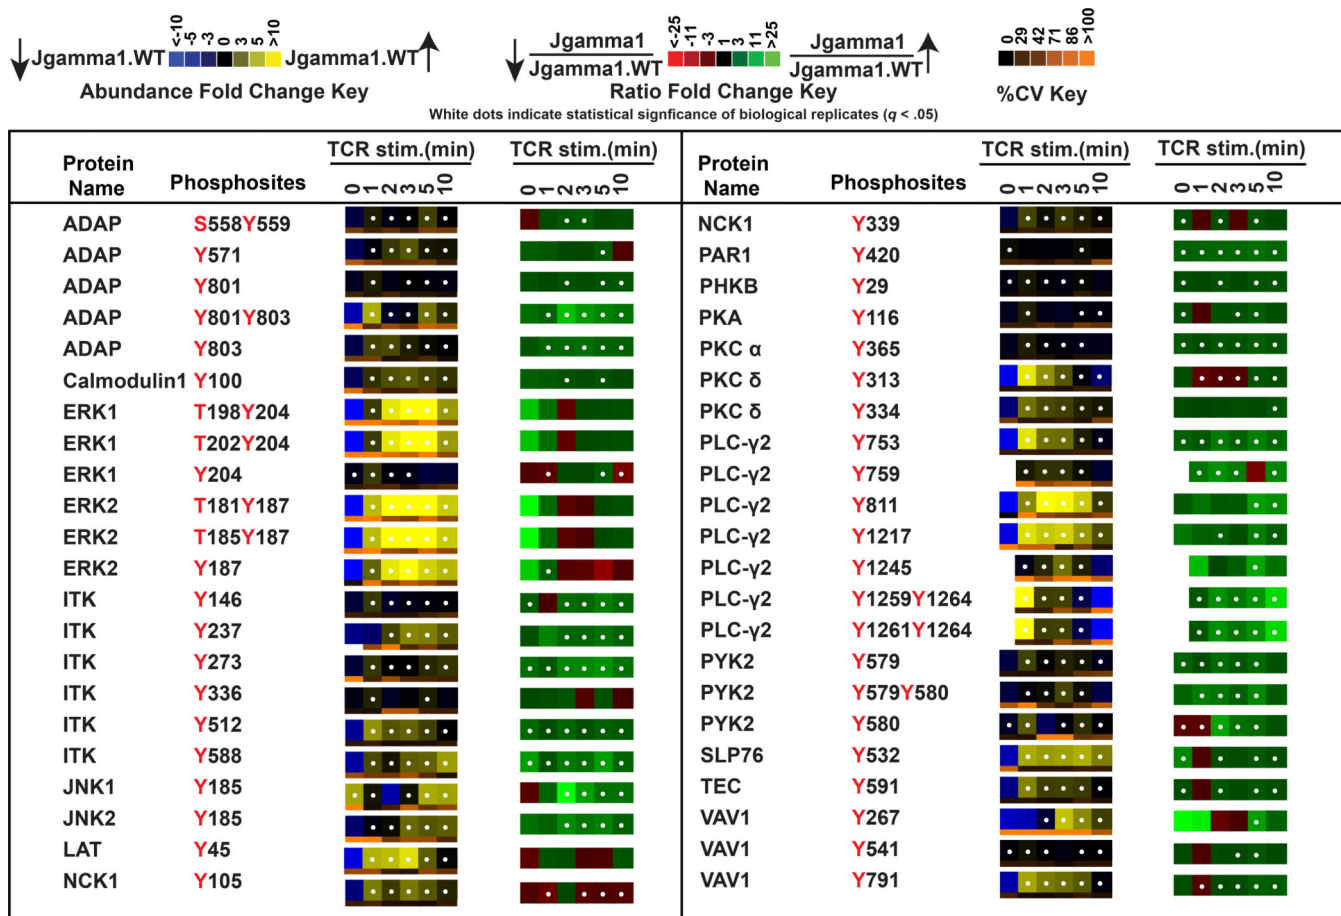 <-10 -5 -3 0 3 5 >10
Jgamma1.WT Jgamma1.WT
Abundance Fold Change Key
<-25 -11 -3 1 3 11 >25
Jgamma1 Jgamma1
Jgamma1.WT Jgamma1.WT
Ratio Fold Change Key
0 29 42 71 86 >100
%CV Key
White dots indicate statistical signficance of biological replicates (q < .05)
Protein Name Phosphosites TCR stim.(min) TCR stim.(min)
0 1 2 3 5 10 0 1 2 3 5 10
ADAP S558Y559
ADAP Y571
ADAP Y801
ADAP Y801Y803
ADAP Y803
Calmodulin1 Y100
ERK1 T198Y204
ERK1 T202Y204
ERK1 Y204
ERK2 T181Y187
ERK2 T185Y187
ERK2 Y187
ITK Y146
ITK Y237
ITK Y273
ITK Y336
ITK Y512
ITK Y588
JNK1 Y185
JNK2 Y185
LAT Y45
NCK1 Y105
Protein Name Phosphosites TCR stim.(min) TCR stim.(min)
0 1 2 3 5 10 0 1 2 3 5 10
NCK1 Y339
PAR1 Y420
PHKB Y29
PKA Y116
PKC α Y365
PKC δ Y313
PKC δ Y334
PLC-γ2 Y753
PLC-γ2 Y759
PLC-γ2 Y811
PLC-γ2 Y1217
PLC-γ2 Y1245
PLC-γ2 Y1259Y1264
PLC-γ2 Y1261Y1264
PYK2 Y579
PYK2 Y579Y580
PYK2 Y580
SLP76 Y532
TEC Y591
VAV1 Y267
VAV1 Y541
VAV1 Y791